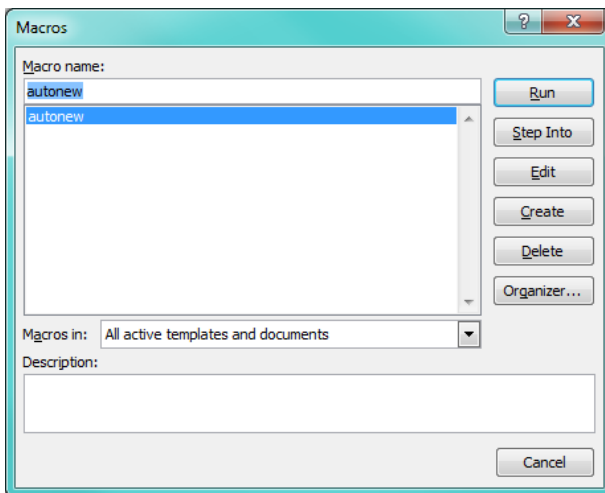 Macros
Macro name:
autonew
autonew
Run
Step Into
Edit
Create
Delete
Organizer...
Macros in: All active templates and documents
Description:
Cancel